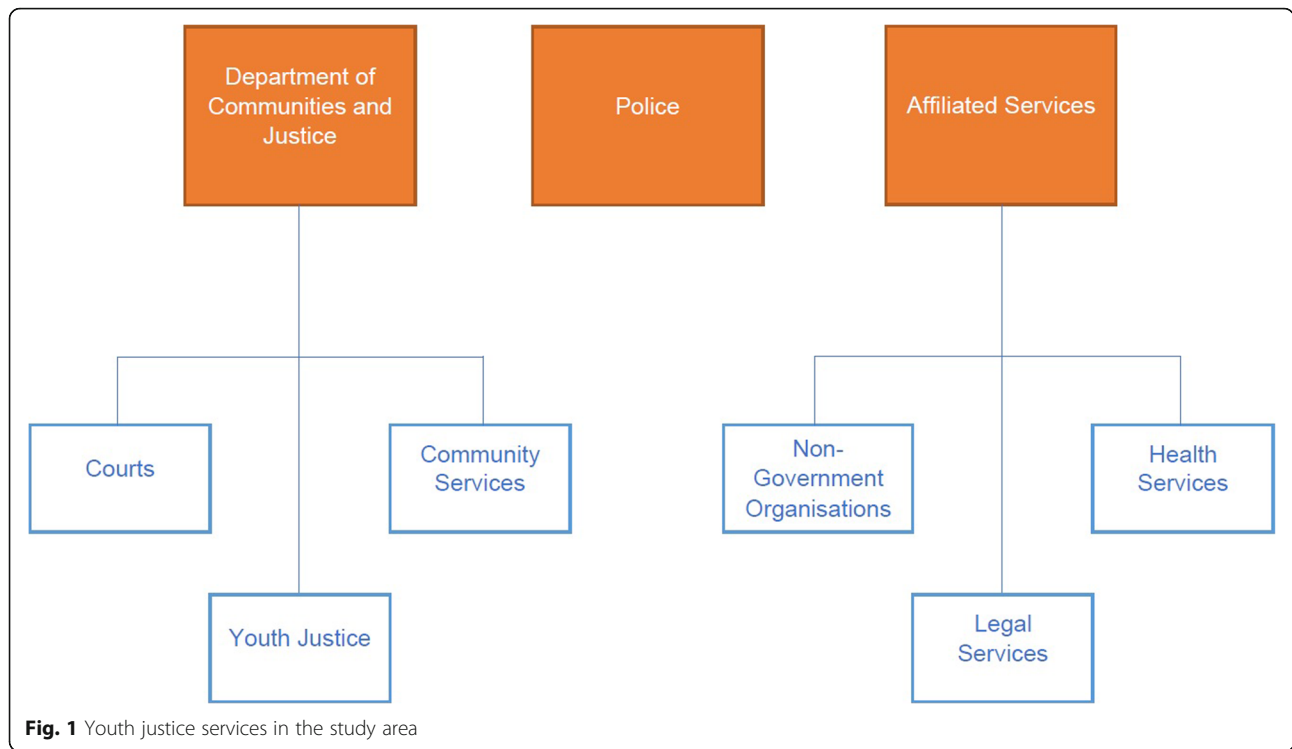 Department of
Communities and
Justice
Police
Affiliated Services
Courts
Community
Services
Non-
Government
Organisations
Health
Services
Youth Justice
Legal
Services
Fig. 1 Youth justice services in the study area